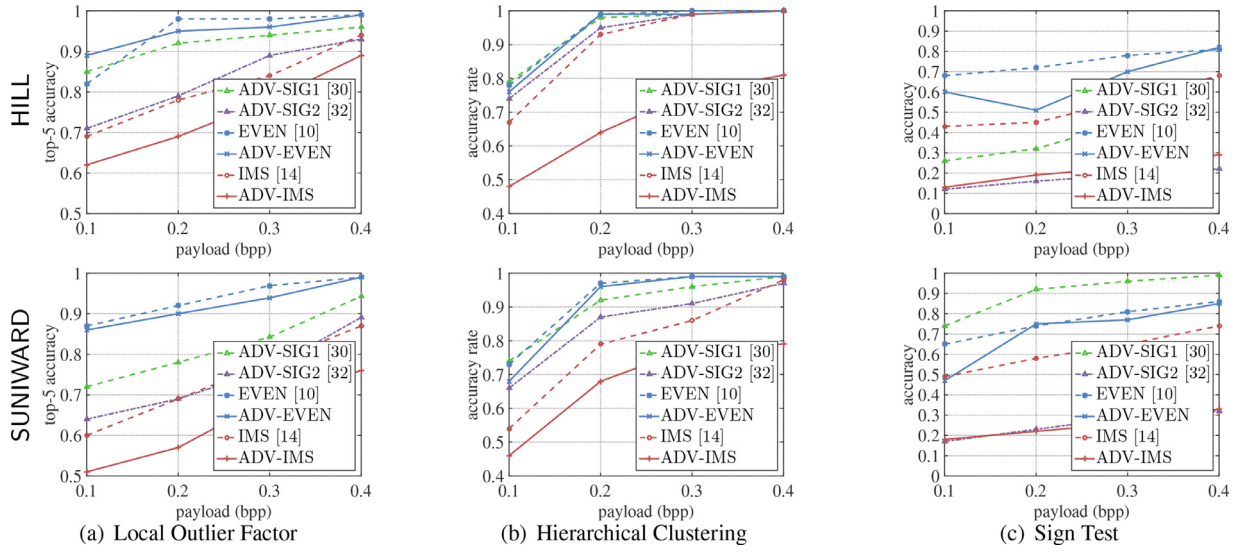 HILL
top-5 accuracy
1
0.9
0.8
0.7
0.6
0.5
0.1
0.2
0.3
0.4
payload (bpp)
ADV-SIG1 [30]
ADV-SIG2 [32]
EVEN [10]
ADV-EVEN
IMS [14]
ADV-IMS
accuracy rate
1
0.9
0.8
0.7
0.6
0.5
0.4
0.1
0.2
0.3
0.4
payload (bpp)
ADV-SIG1 [30]
ADV-SIG2 [32]
EVEN [10]
ADV-EVEN
IMS [14]
ADV-IMS
accuracy
1
0.9
0.8
0.7
0.6
0.5
0.4
0.3
0.2
0.1
0
0.1
0.2
0.3
0.4
payload (bpp)
ADV-SIG1 [30]
ADV-SIG2 [32]
EVEN [10]
ADV-EVEN
IMS [14]
ADV-IMS
SUNIWARD
top-5 accuracy
1
0.9
0.8
0.7
0.6
0.5
0.1
0.2
0.3
0.4
payload (bpp)
ADV-SIG1 [30]
ADV-SIG2 [32]
EVEN [10]
ADV-EVEN
IMS [14]
ADV-IMS
accuracy rate
1
0.9
0.8
0.7
0.6
0.5
0.4
0.1
0.2
0.3
0.4
payload (bpp)
ADV-SIG1 [30]
ADV-SIG2 [32]
EVEN [10]
ADV-EVEN
IMS [14]
ADV-IMS
accuracy
1
0.9
0.8
0.7
0.6
0.5
0.4
0.3
0.2
0.1
0
0.1
0.2
0.3
0.4
payload (bpp)
ADV-SIG1 [30]
ADV-SIG2 [32]
EVEN [10]
ADV-EVEN
IMS [14]
ADV-IMS
(a) Local Outlier Factor
(b) Hierarchical Clustering
(c) Sign Test